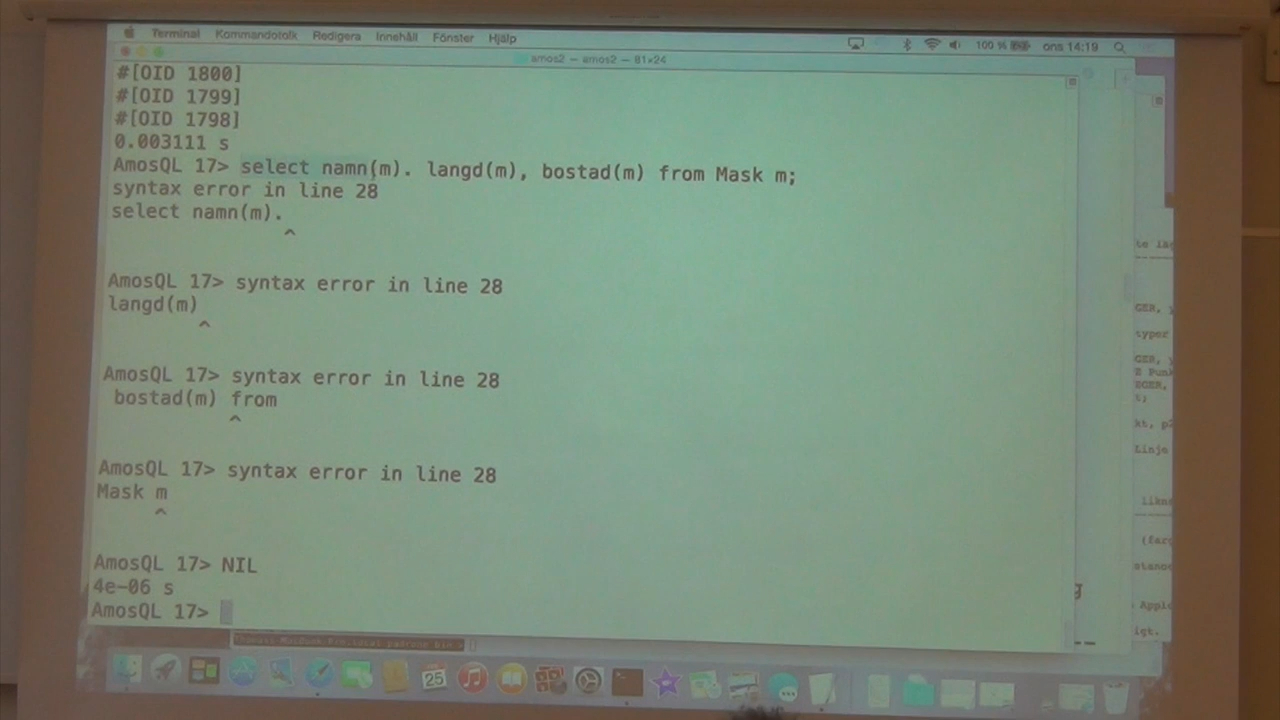 Terminal Kommandotolk Redigera Innehåll Fönster Hjälp 100 % ons 14:19
amos2 — amos2 — 81×24
#[OID 1800]
#[OID 1799]
#[OID 1798]
0.003111 s
AmosQL 17> select namn(m). langd(m), bostad(m) from Mask m;
syntax error in line 28
select namn(m).
^
AmosQL 17> syntax error in line 28
langd(m)
^
AmosQL 17> syntax error in line 28
bostad(m) from
^
AmosQL 17> syntax error in line 28
Mask m
^
AmosQL 17> NIL
4e-06 s
AmosQL 17>
25